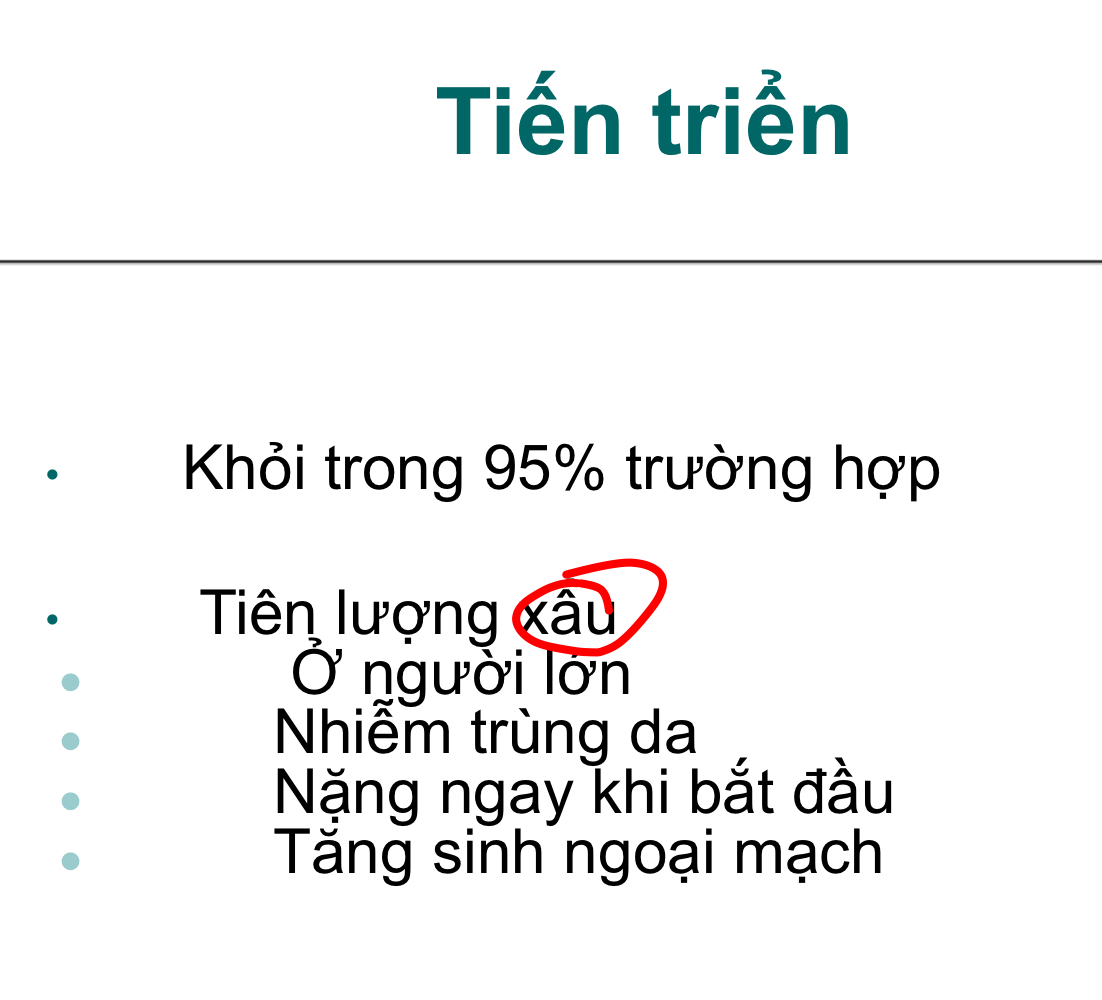 Tiến triển
Khỏi trong 95% trường hợp
Tiên lượng xâu
Ở người lớn
Nhiễm trùng da
Nặng ngay khi bắt đầu
Tăng sinh ngoại mạch